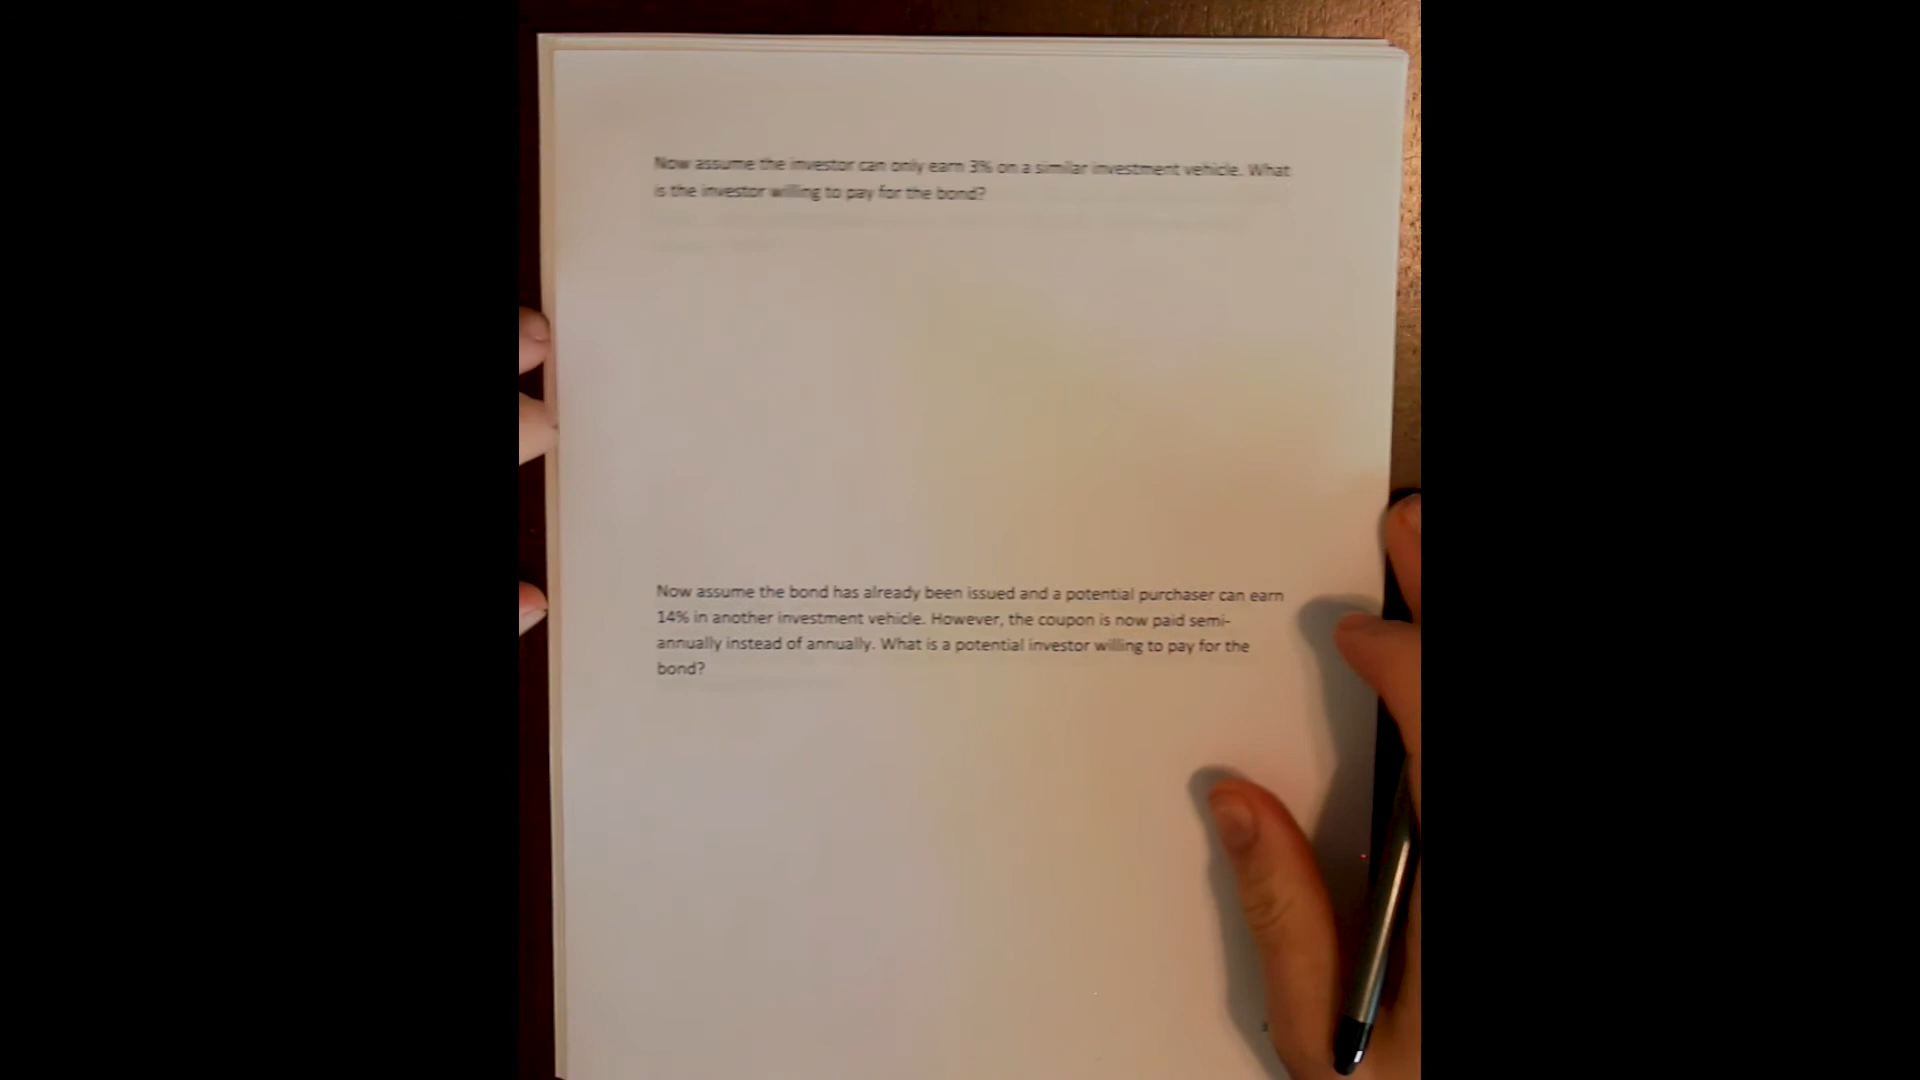 Now assume the investor can only earn 3% on a similar investment vehicle. What
is the investor willing to pay for the bond?
Now assume the bond has already been issued and a potential purchaser can earn
14% in another investment vehicle. However, the coupon is now paid semi-
annually instead of annually. What is a potential investor willing to pay for the
bond?